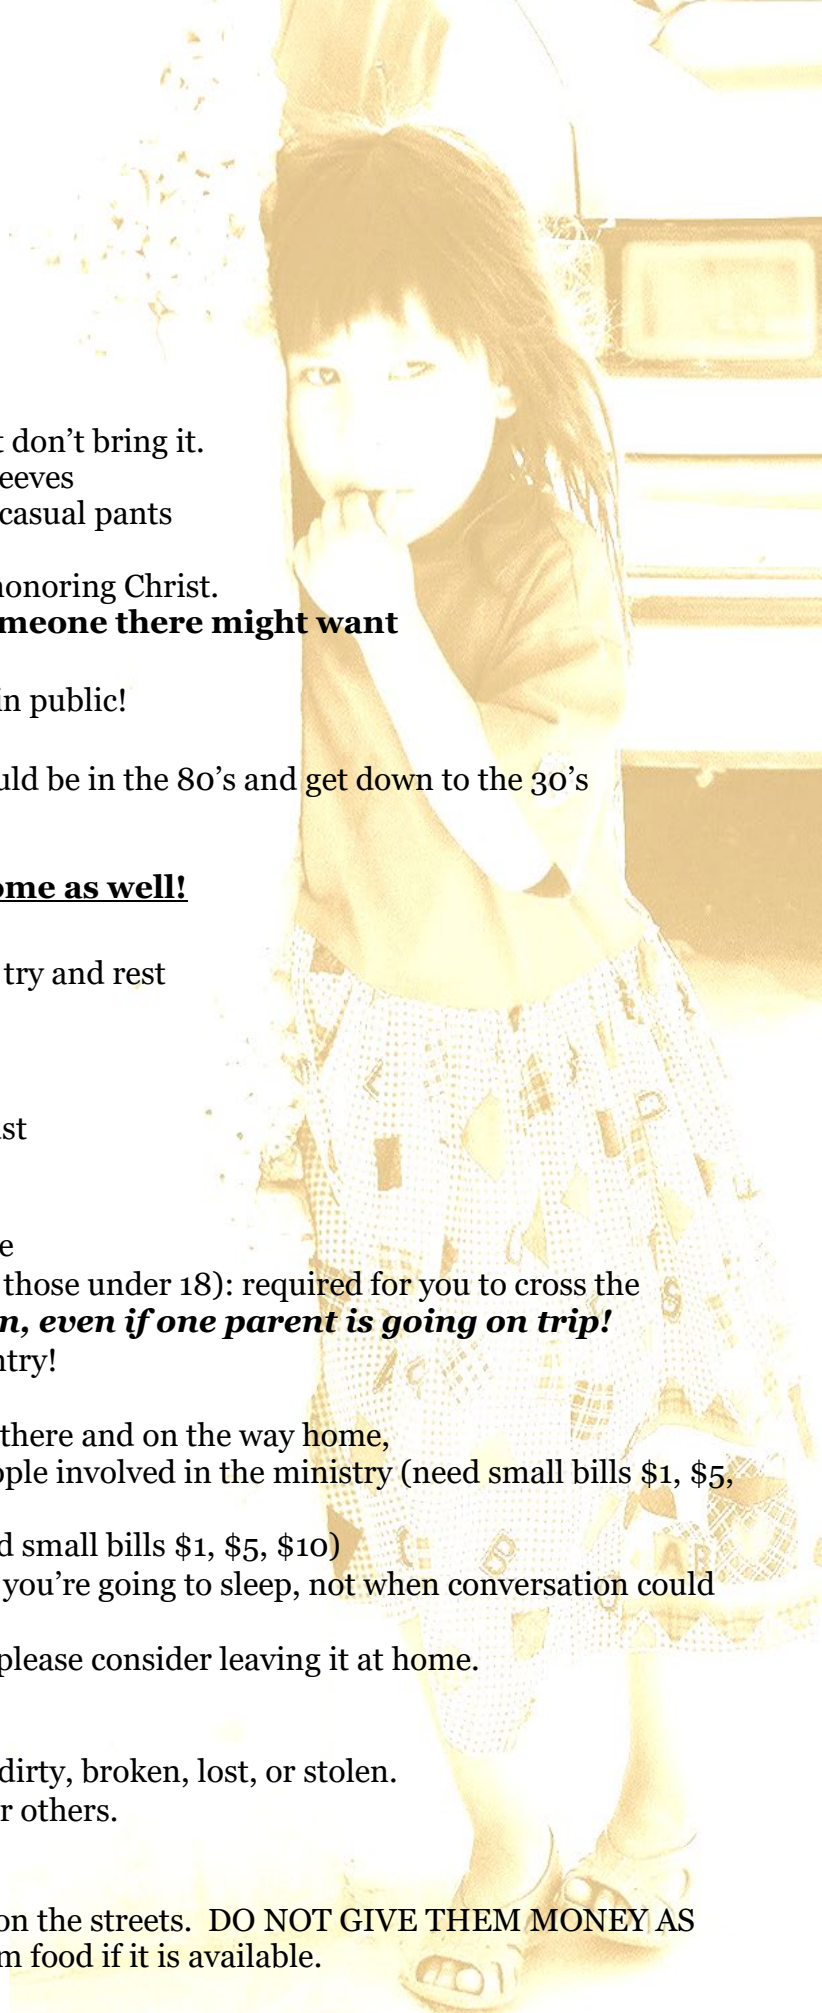 t don't bring it.
eeves
casual pants
honoring Christ.
meone there might want
in public!
uld be in the 80's and get down to the 30's
ome as well!
try and rest
st
e
those under 18): required for you to cross the
n, even if one parent is going on trip!
ntry!
there and on the way home,
ople involved in the ministry (need small bills $1, $5,
d small bills $1, $5, $10)
you're going to sleep, not when conversation could
please consider leaving it at home.
dirty, broken, lost, or stolen.
r others.
on the streets.  DO NOT GIVE THEM MONEY AS
m food if it is available.